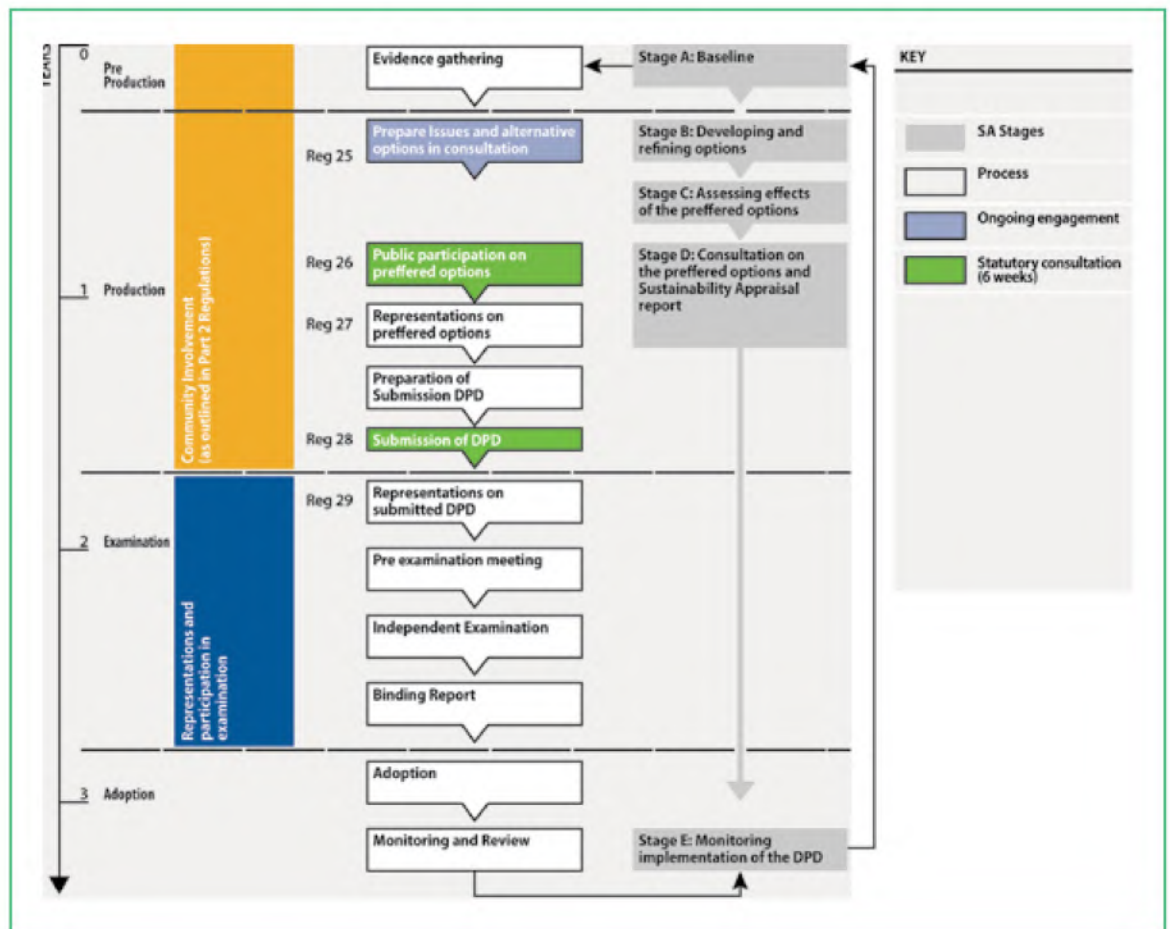 YEARS
0
Pre
Production
Evidence gathering
Stage A: Baseline
KEY
SA Stages
Process
Ongoing engagement
Statutory consultation
(6 weeks)
Community Involvement
(as outlined in Part 2 Regulations)
Reg 25
Prepare Issues and alternative
options in consultation
Stage B: Developing and
refining options
Stage C: Assessing effects
of the preffered options
1
Production
Reg 26
Public participation on
preffered options
Stage D: Consultation on
the preffered options and
Sustainability Appraisal
report
Reg 27
Representations on
preffered options
Preparation of
Submission DPD
Reg 28
Submission of DPD
2
Examination
Representations and
participation in
examination
Reg 29
Representations on
submitted DPD
Pre examination meeting
Independent Examination
Binding Report
3
Adoption
Adoption
Monitoring and Review
Stage E: Monitoring
implementation of the DPD